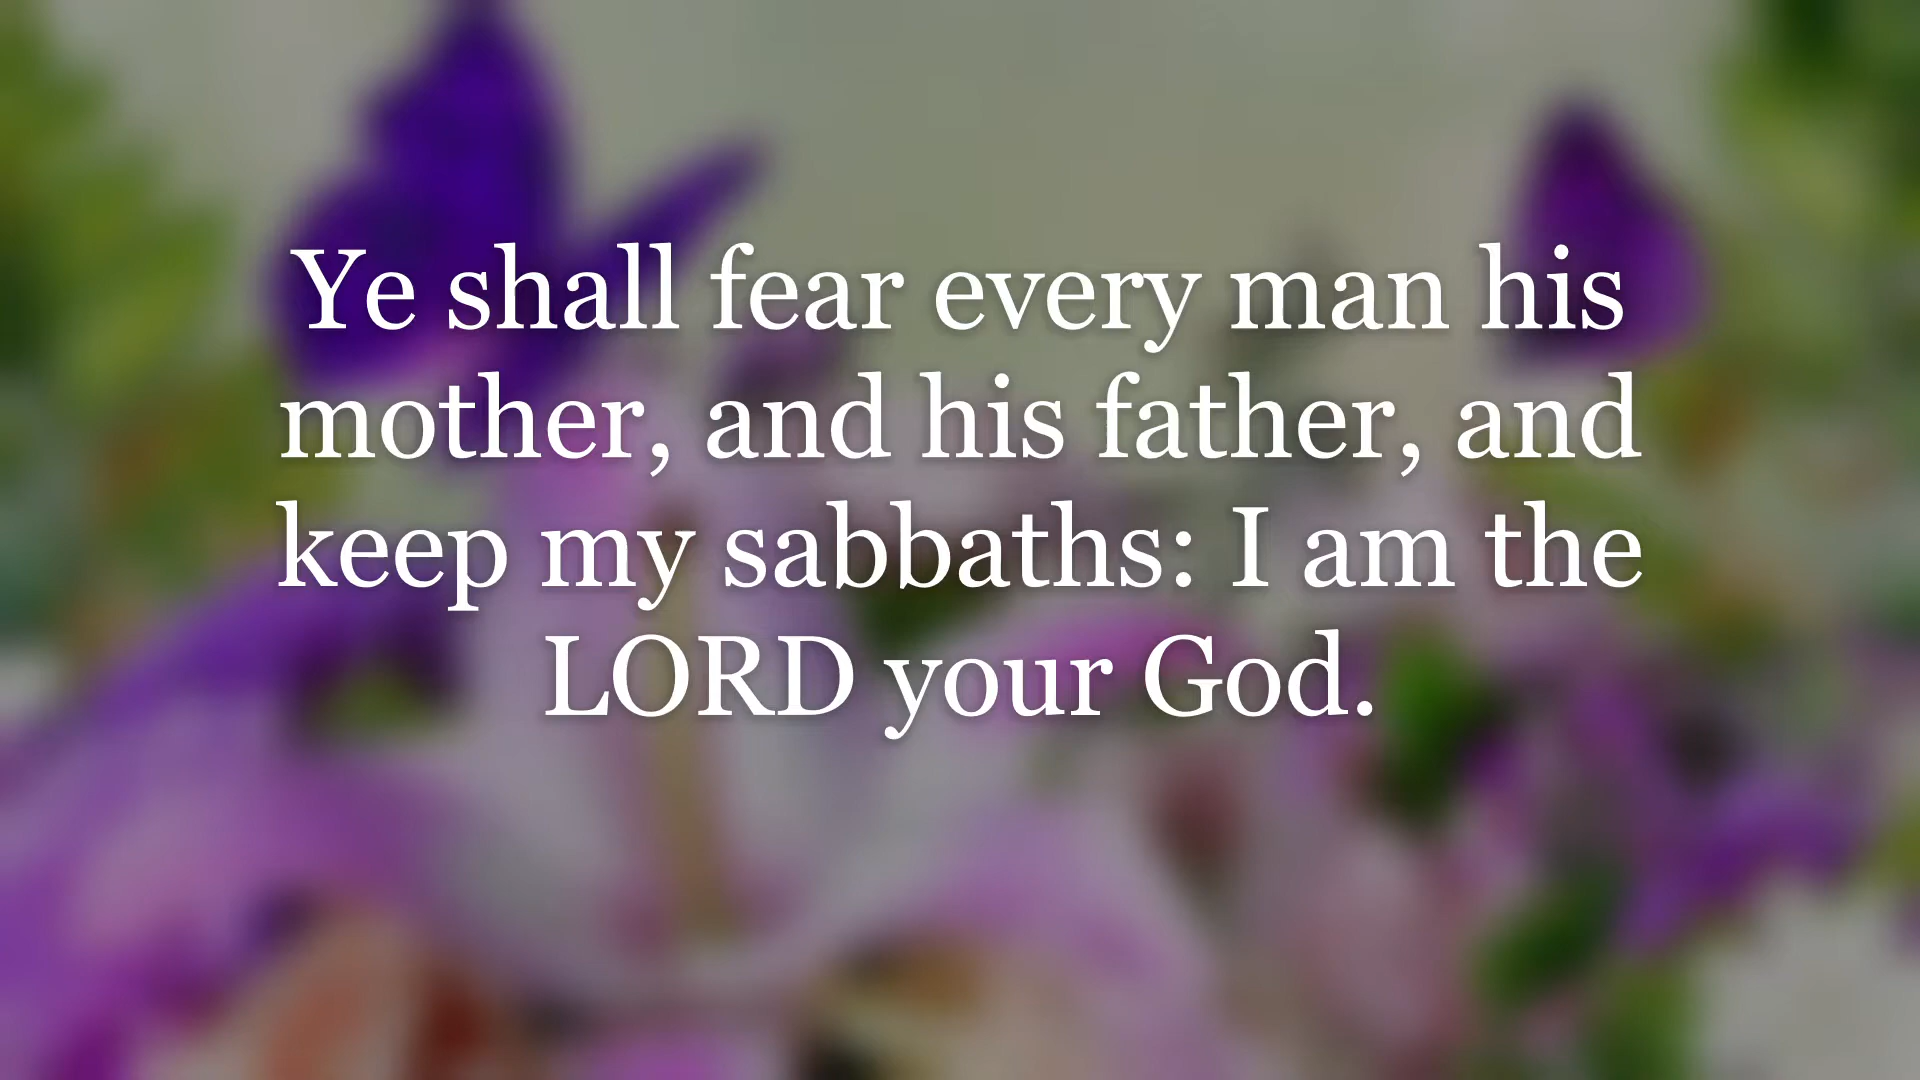 Ye shall fear every man his
mother, and his father, and
keep my sabbaths: I am the
LORD your God.